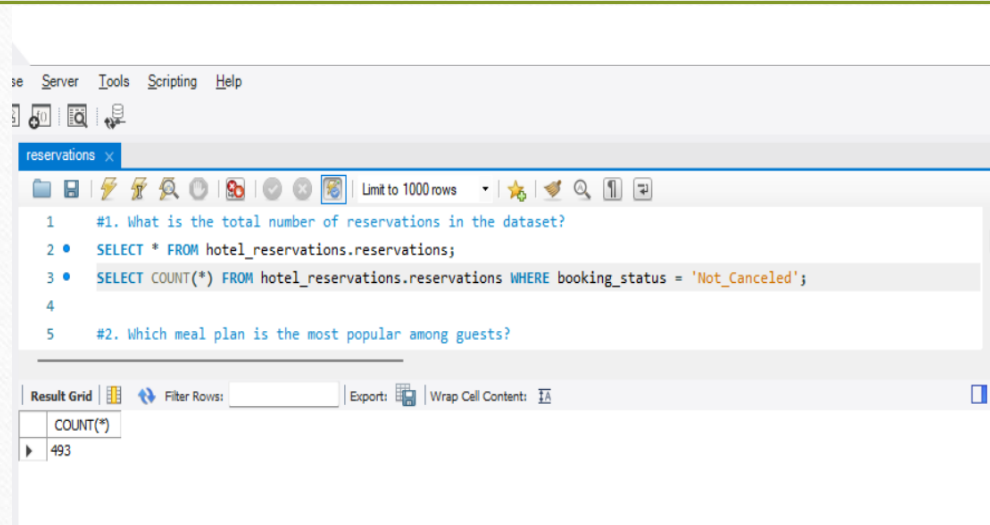 se Server Tools Scripting Help
reservations
Limit to 1000 rows
1 #1. What is the total number of reservations in the dataset?
2 SELECT * FROM hotel_reservations.reservations;
3 SELECT COUNT(*) FROM hotel_reservations.reservations WHERE booking_status = 'Not_Canceled';
4
5 #2. Which meal plan is the most popular among guests?
Result Grid Filter Rows: Export: Wrap Cell Content:
COUNT(*)
493